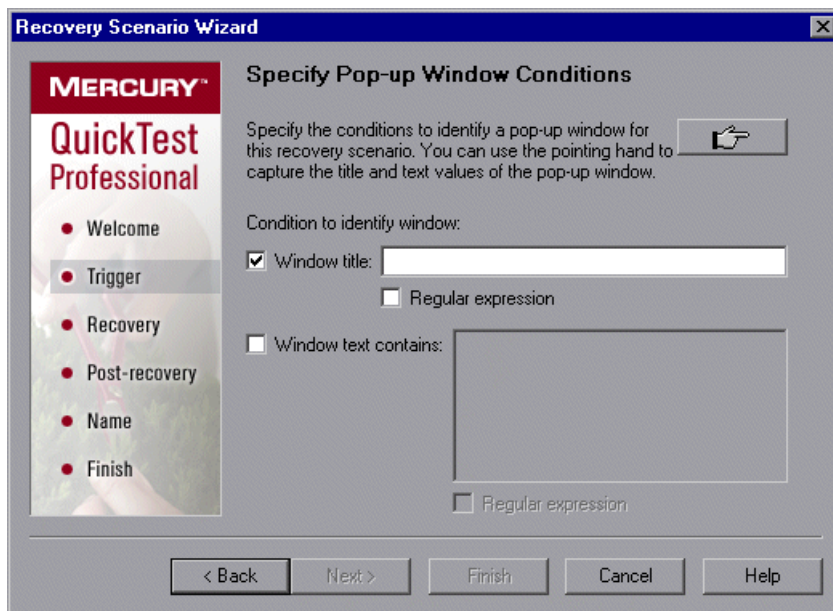 Recovery Scenario Wizard
MERCURY™
QuickTest
Professional
Welcome
Trigger
Recovery
Post-recovery
Name
Finish
Specify Pop-up Window Conditions
Specify the conditions to identify a pop-up window for
this recovery scenario. You can use the pointing hand to
capture the title and text values of the pop-up window.
Condition to identify window:
Window title:
Regular expression
Window text contains:
Regular expression
< Back Next > Finish Cancel Help